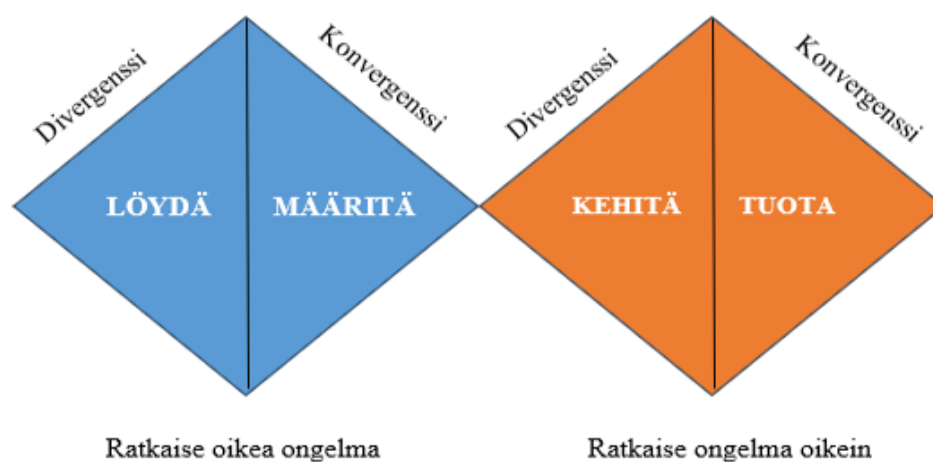 Divergenssi
Konvergenssi
Divergenssi
Konvergenssi
LÖYDÄ
MÄÄRITÄ
KEHITÄ
TUOTA
Ratkaise oikea ongelma
Ratkaise ongelma oikein